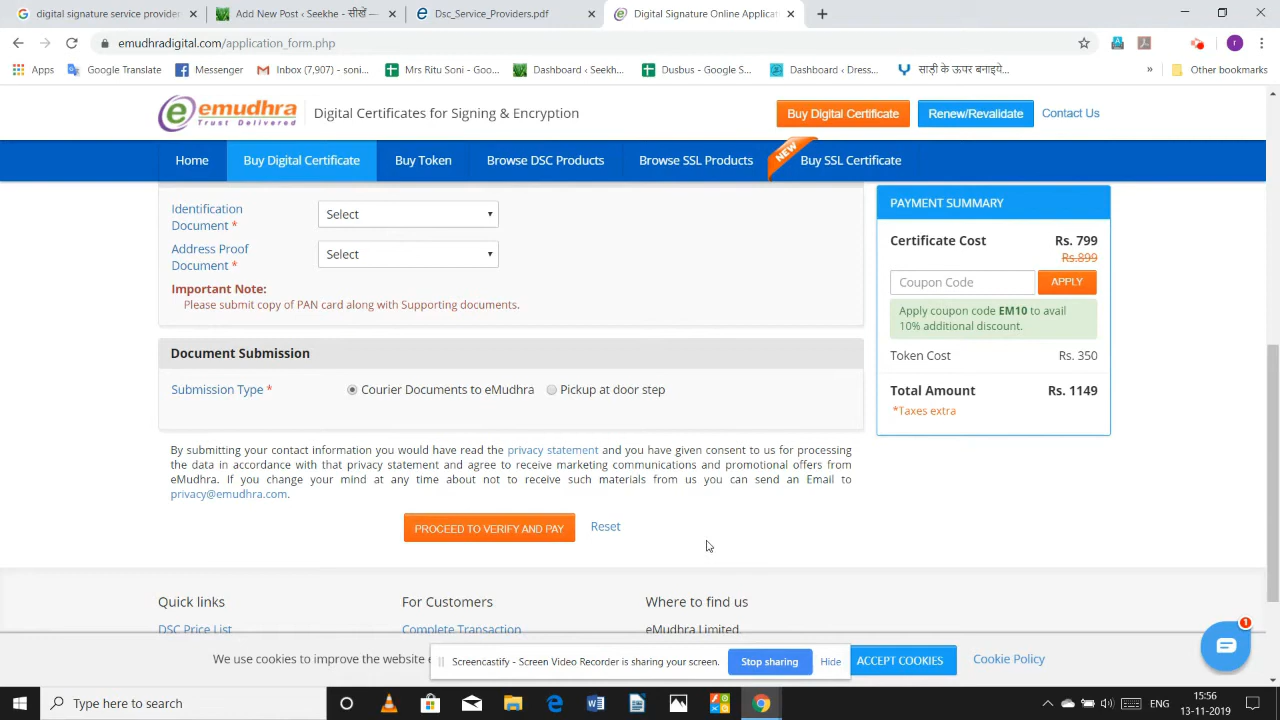 digital signature service provider
Add New Post ‹ Seekhe - सीखें
Dsc_Service_Providers.pdf
Digital Signature Online Applicat
emudhradigital.com/application_form.php
Apps
Google Translate
Messenger
Inbox (7,907) - soni...
Mrs Ritu Soni - Goo...
Dashboard ‹ Seekh...
Dusbus - Google S...
Dashboard ‹ Dress...
साड़ी के ऊपर बनाइये...
»
Other bookmarks
emudhra
Trust Delivered
Digital Certificates for Signing & Encryption
Buy Digital Certificate
Renew/Revalidate
Contact Us
Home
Buy Digital Certificate
Buy Token
Browse DSC Products
Browse SSL Products
NEW
Buy SSL Certificate
Identification
Document *
Select
Address Proof
Document *
Select
Important Note:
Please submit copy of PAN card along with Supporting documents.
Document Submission
Submission Type *
Courier Documents to eMudhra
Pickup at door step
By submitting your contact information you would have read the privacy statement and you have given consent to us for processing
the data in accordance with that privacy statement and agree to receive marketing communications and promotional offers from
eMudhra. If you change your mind at any time about not to receive such materials from us you can send an Email to
privacy@emudhra.com.
PROCEED TO VERIFY AND PAY
Reset
PAYMENT SUMMARY
Certificate Cost
Rs. 799
Rs.899
Coupon Code
APPLY
Apply coupon code EM10 to avail
10% additional discount.
Token Cost
Rs. 350
Total Amount
Rs. 1149
*Taxes extra
Quick links
For Customers
Where to find us
DSC Price List
Complete Transaction
eMudhra Limited.
We use cookies to improve the website e
Screencastify - Screen Video Recorder is sharing your screen.
Stop sharing
Hide
ACCEPT COOKIES
Cookie Policy
1
Type here to search
ENG
15:56
13-11-2019